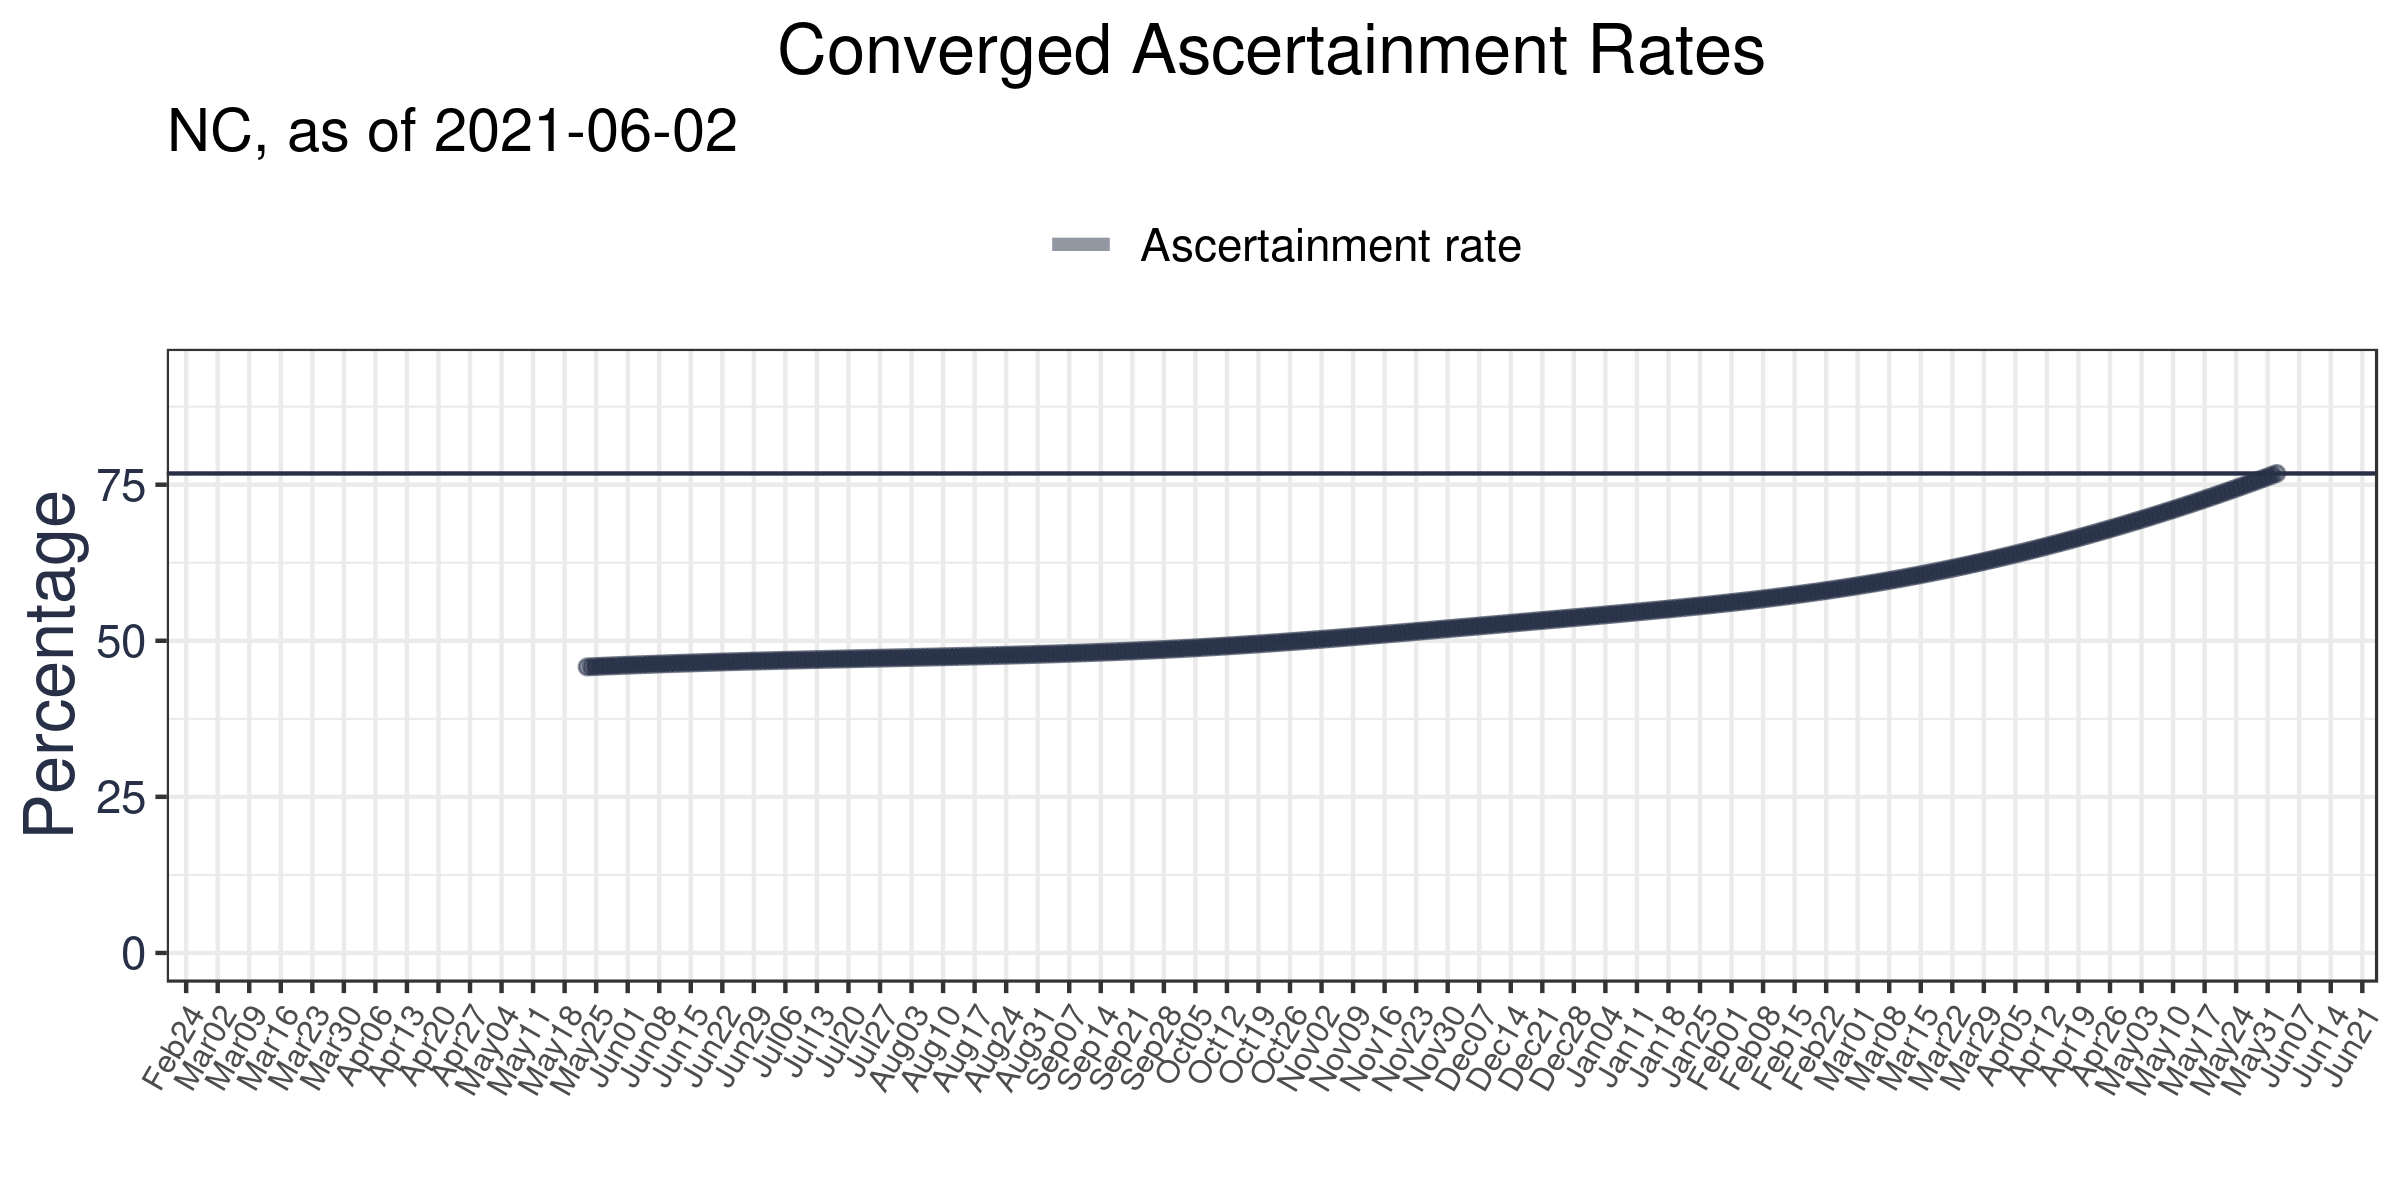 Converged Ascertainment Rates
NC, as of 2021-06-02
Ascertainment rate
Percentage
75
50
25
0
Feb24
Mar02
Mar09
Mar16
Mar23
Mar30
Apr06
Apr13
Apr20
Apr27
May04
May11
May18
May25
Jun01
Jun08
Jun15
Jun22
Jun29
Jul06
Jul13
Jul20
Jul27
Aug03
Aug10
Aug17
Aug24
Aug31
Sep07
Sep14
Sep21
Sep28
Oct05
Oct12
Oct19
Oct26
Nov02
Nov09
Nov16
Nov23
Nov30
Dec07
Dec14
Dec21
Dec28
Jan04
Jan11
Jan18
Jan25
Feb01
Feb08
Feb15
Feb22
Mar01
Mar08
Mar15
Mar22
Mar29
Apr05
Apr12
Apr19
Apr26
May03
May10
May17
May24
May31
Jun07
Jun14
Jun21